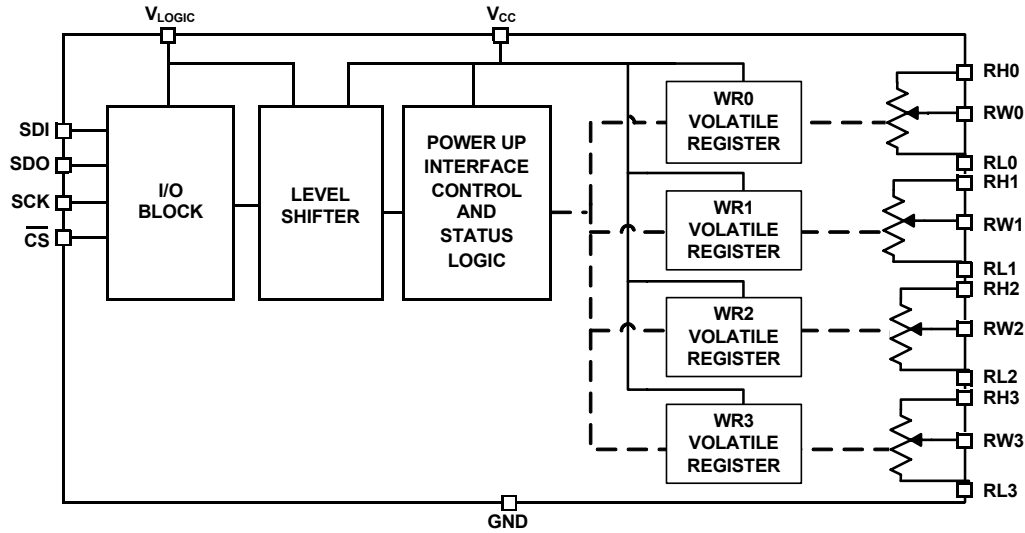 VLOGIC
VCC
SDI
SDO
SCK
CS
I/O
BLOCK
LEVEL
SHIFTER
POWER UP
INTERFACE
CONTROL
AND
STATUS
LOGIC
WR0
VOLATILE
REGISTER
WR1
VOLATILE
REGISTER
WR2
VOLATILE
REGISTER
WR3
VOLATILE
REGISTER
RH0
RW0
RL0
RH1
RW1
RL1
RH2
RW2
RL2
RH3
RW3
RL3
GND